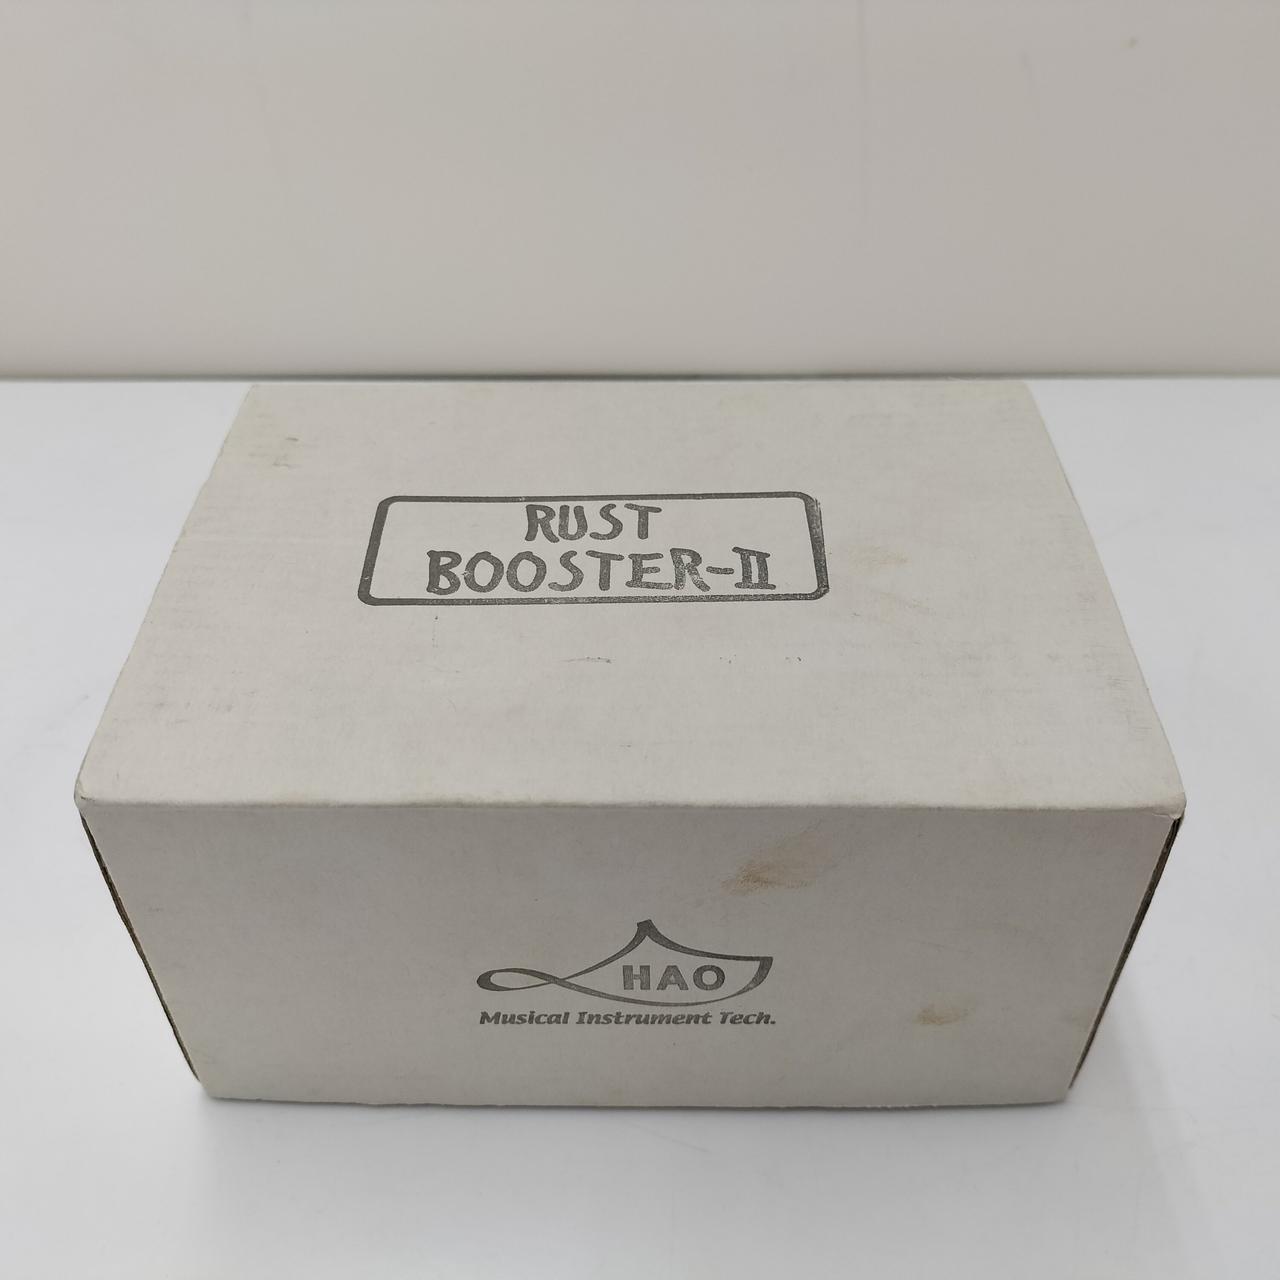 RUST
BOOSTER-II
HAO
Musical Instrument Tech.